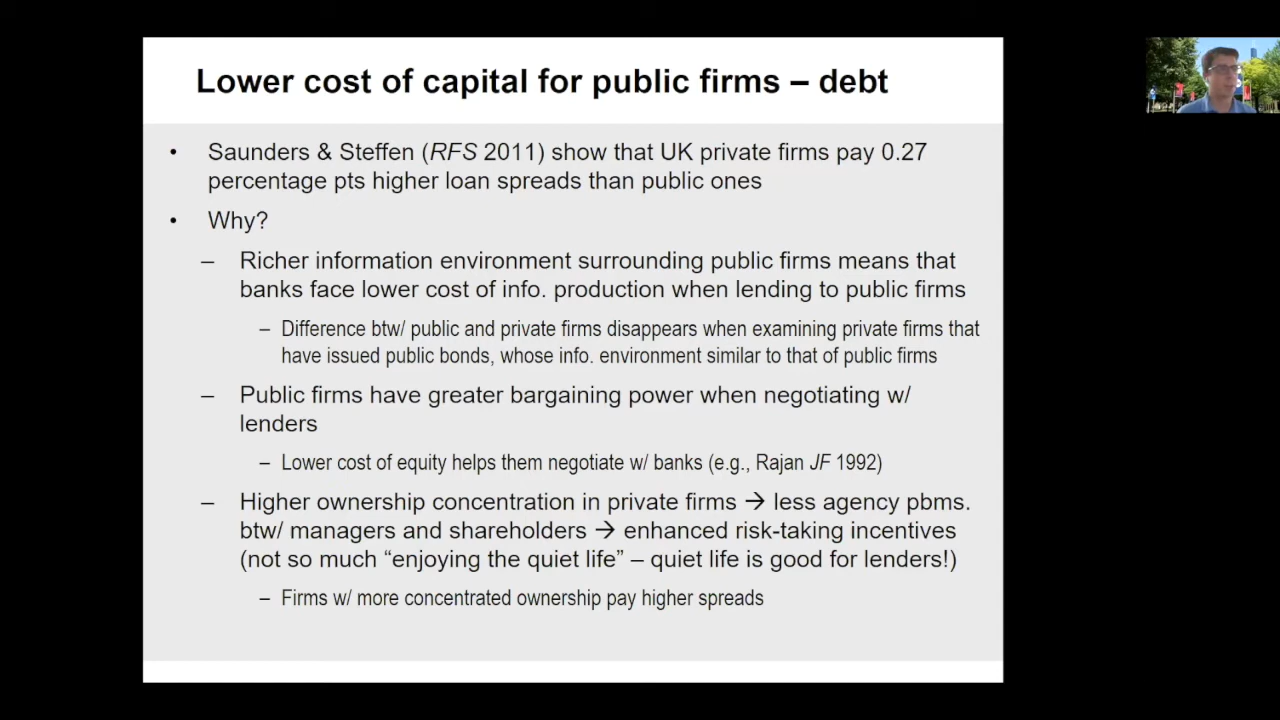 Lower cost of capital for public firms – debt
• Saunders & Steffen (RFS 2011) show that UK private firms pay 0.27
percentage pts higher loan spreads than public ones
• Why?
– Richer information environment surrounding public firms means that
banks face lower cost of info. production when lending to public firms
– Difference btw/ public and private firms disappears when examining private firms that
have issued public bonds, whose info. environment similar to that of public firms
– Public firms have greater bargaining power when negotiating w/
lenders
– Lower cost of equity helps them negotiate w/ banks (e.g., Rajan JF 1992)
– Higher ownership concentration in private firms → less agency pbms.
btw/ managers and shareholders → enhanced risk-taking incentives
(not so much “enjoying the quiet life” – quiet life is good for lenders!)
– Firms w/ more concentrated ownership pay higher spreads